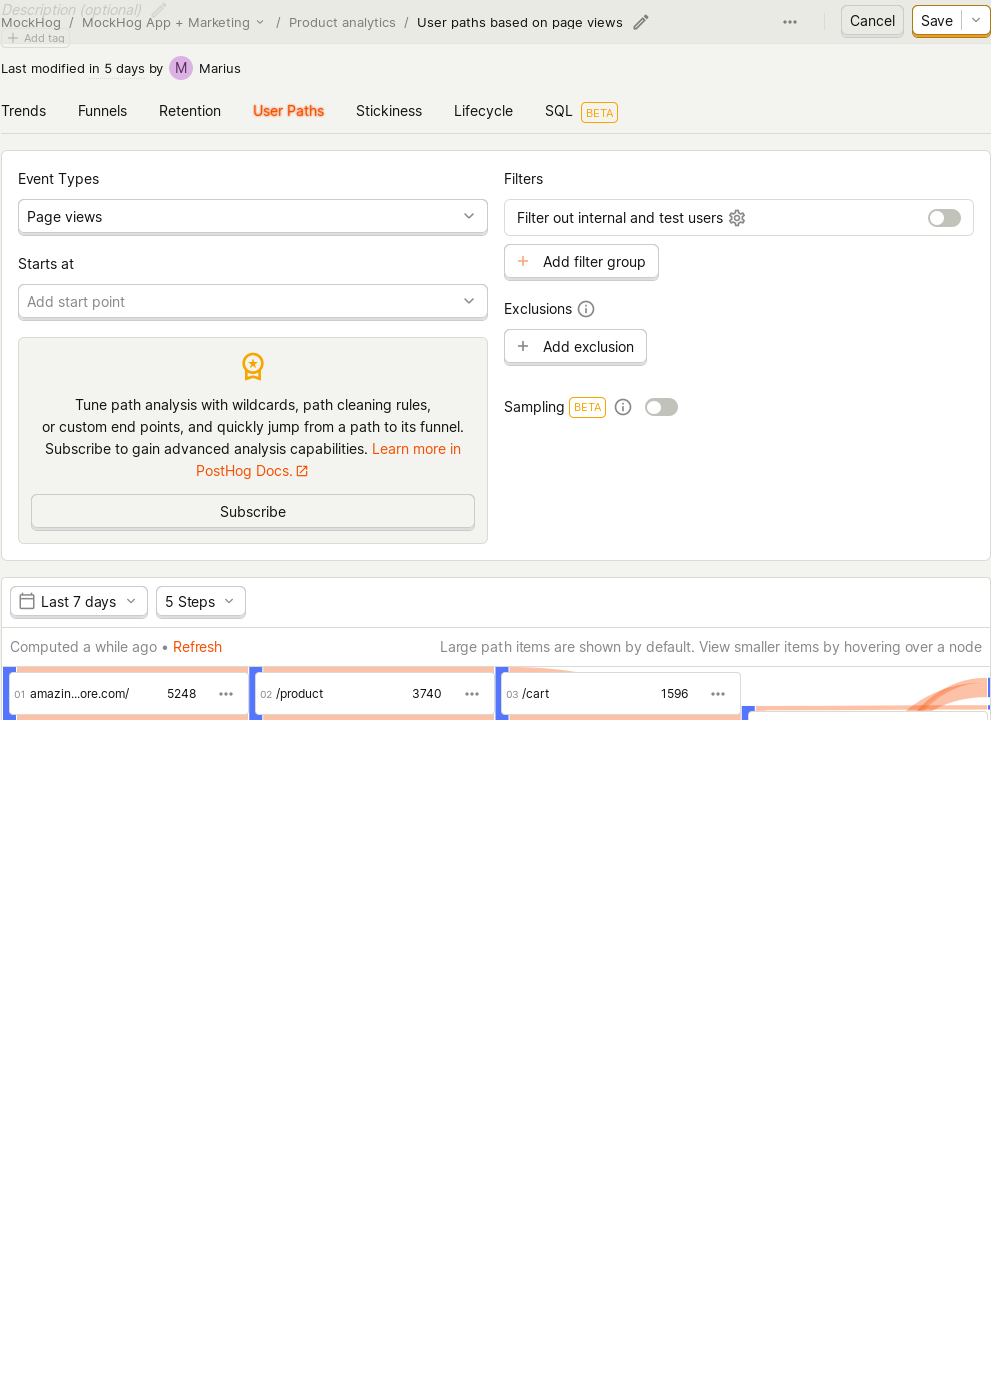 Description (optional)
MockHog / MockHog App + Marketing / Product analytics / User paths based on page views
Cancel
Save
Add tag
Last modified in 5 days by M Marius
Trends Funnels Retention User Paths Stickiness Lifecycle SQL BETA
Event Types
Page views
Starts at
Add start point
Tune path analysis with wildcards, path cleaning rules,
or custom end points, and quickly jump from a path to its funnel.
Subscribe to gain advanced analysis capabilities. Learn more in
PostHog Docs.
Subscribe
Filters
Filter out internal and test users
+ Add filter group
Exclusions
+ Add exclusion
Sampling BETA
Last 7 days
5 Steps
Computed a while ago • Refresh
Large path items are shown by default. View smaller items by hovering over a node
01 amazin...ore.com/ 5248
02 /product 3740
03 /cart 1596